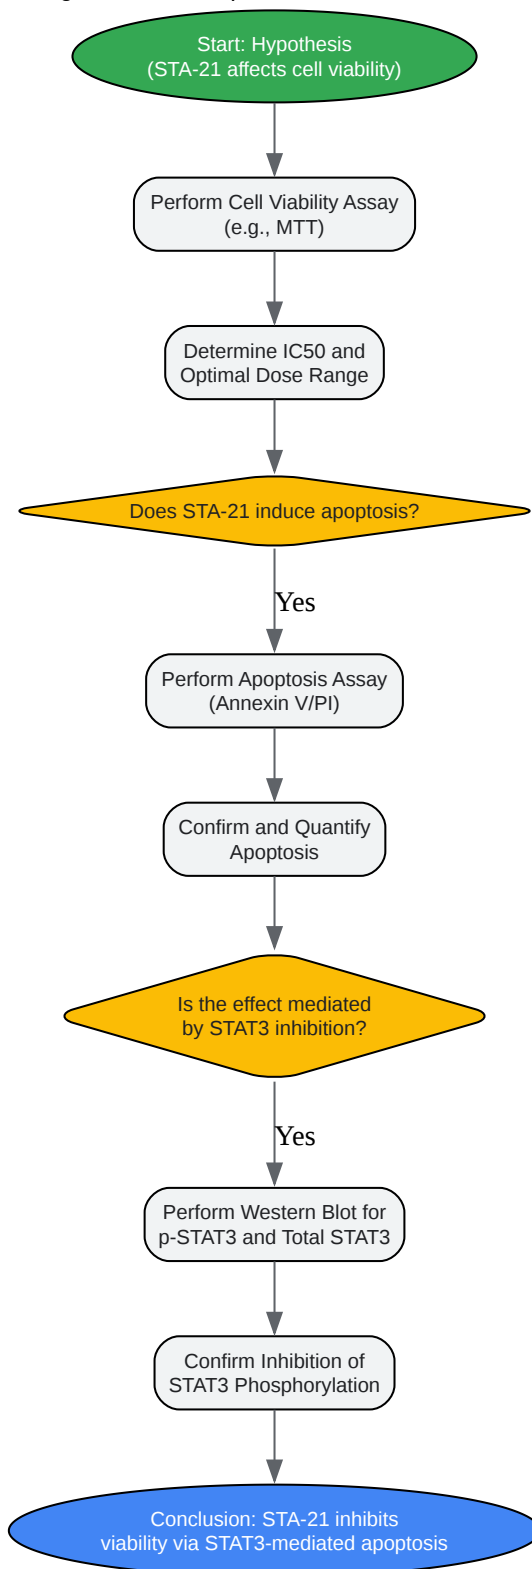 Start: Hypothesis
(STA-21 affects cell viability)
Perform Cell Viability Assay
(e.g., MTT)
Determine IC50 and
Optimal Dose Range
Does STA-21 induce apoptosis?
Yes
Perform Apoptosis Assay
(Annexin V/PI)
Confirm and Quantify
Apoptosis
Is the effect mediated
by STAT3 inhibition?
Yes
Perform Western Blot for
p-STAT3 and Total STAT3
Confirm Inhibition of
STAT3 Phosphorylation
Conclusion: STA-21 inhibits
viability via STAT3-mediated apoptosis